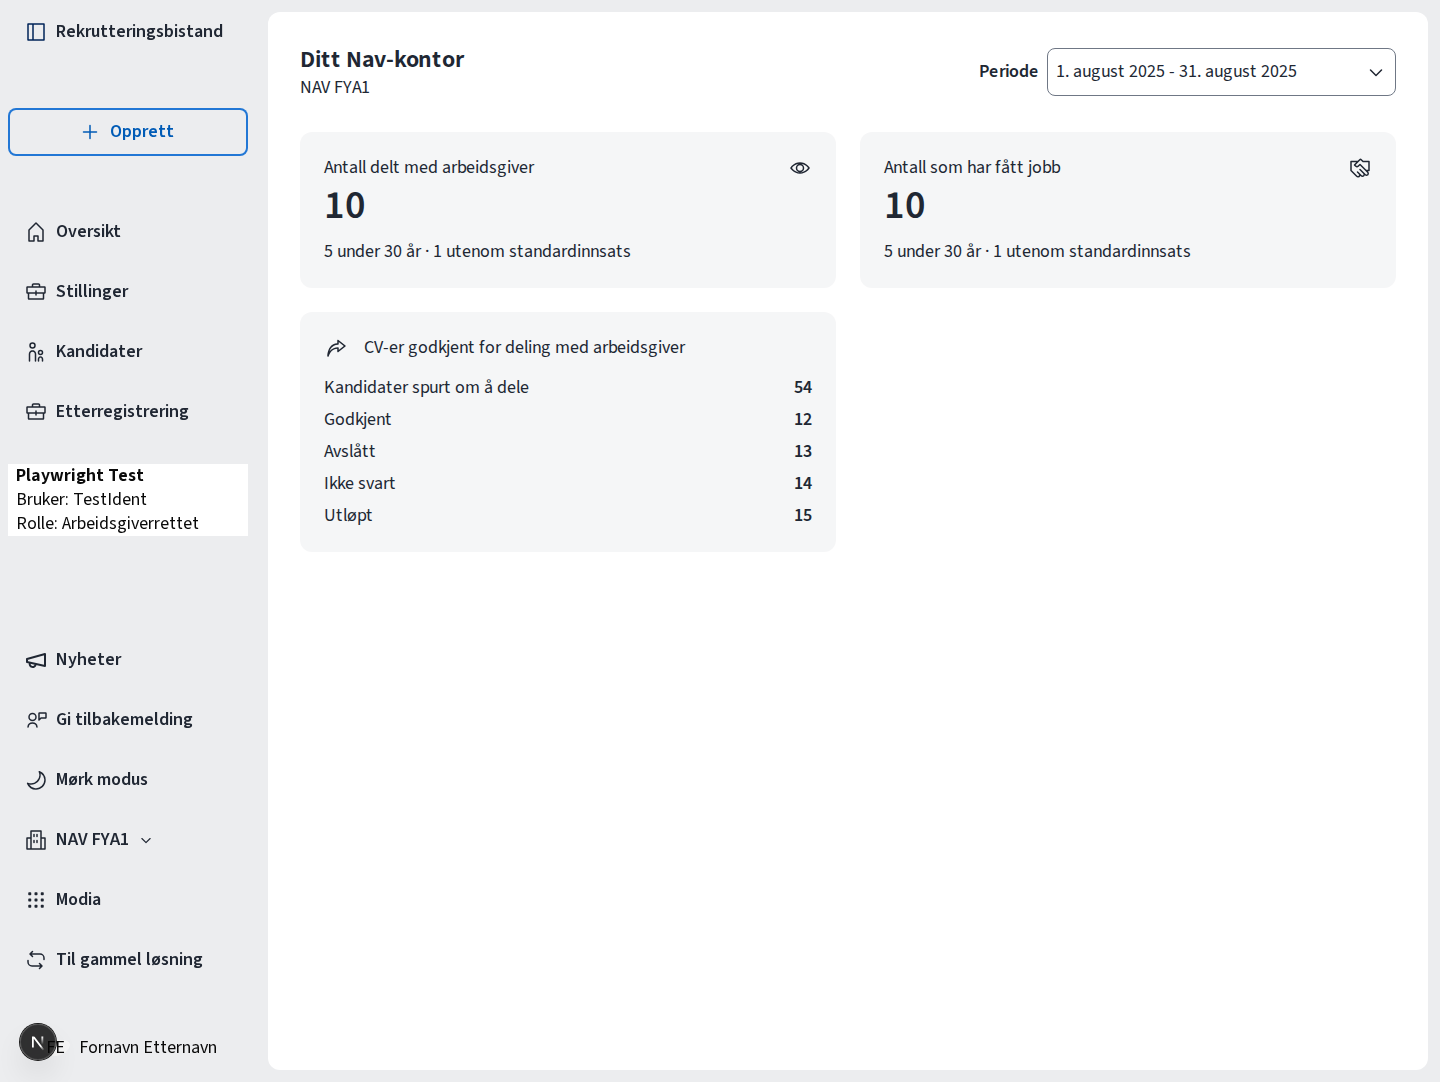 Rekrutteringsbistand
Opprett
Oversikt
Stillinger
Kandidater
Etterregistrering
Playwright Test
Bruker: TestIdent
Rolle: Arbeidsgiverrettet
Nyheter
Gi tilbakemelding
Mørk modus
NAV FYA1
Modia
Til gammel løsning
N
FE Fornavn Etternavn
Ditt Nav-kontor
NAV FYA1
Periode 1. august 2025 - 31. august 2025
Antall delt med arbeidsgiver
10
5 under 30 år · 1 utenom standardinnsats
Antall som har fått jobb
10
5 under 30 år · 1 utenom standardinnsats
CV-er godkjent for deling med arbeidsgiver
Kandidater spurt om å dele 54
Godkjent 12
Avslått 13
Ikke svart 14
Utløpt 15